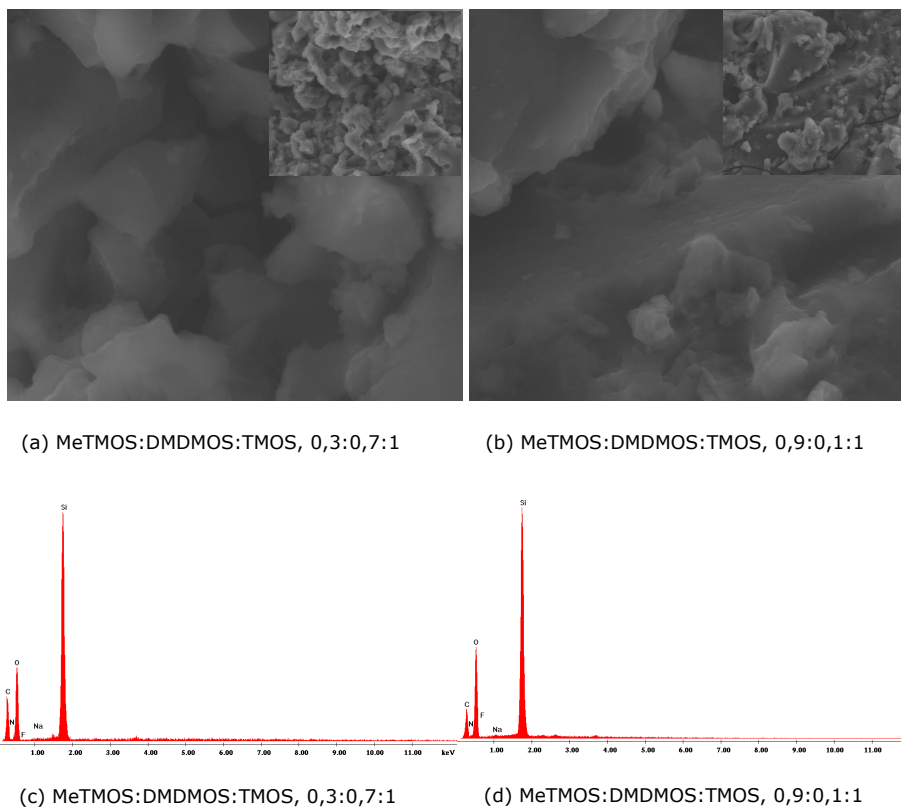 (a) MeTMOS:DMDMOS:TMOS, 0,3:0,7:1
(b) MeTMOS:DMDMOS:TMOS, 0,9:0,1:1
Si
O
C
N
F
Na
1.00 2.00 3.00 4.00 5.00 6.00 7.00 8.00 9.00 10.00 11.00 keV
Si
O
C
F
N
Na
1.00 2.00 3.00 4.00 5.00 6.00 7.00 8.00 9.00 10.00 11.00
(c) MeTMOS:DMDMOS:TMOS, 0,3:0,7:1
(d) MeTMOS:DMDMOS:TMOS, 0,9:0,1:1